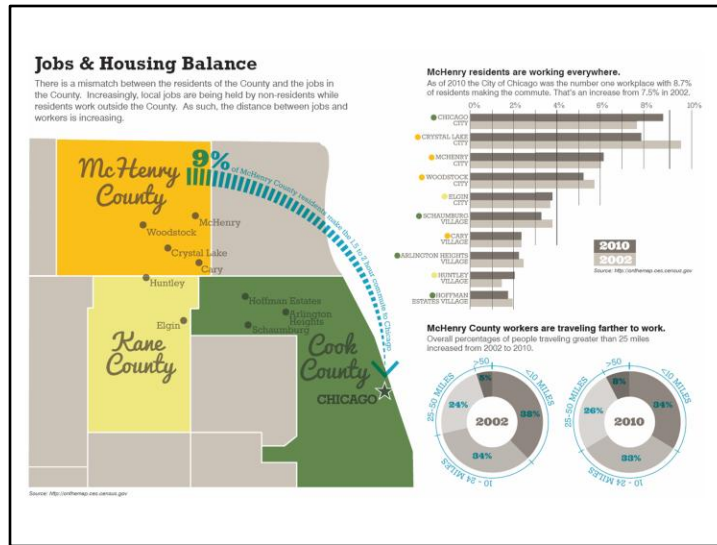 Jobs & Housing Balance
There is a mismatch between the residents of the County and the jobs in
the County. Increasingly, local jobs are being held by non-residents while
residents work outside the County. As such, the distance between jobs and
workers is increasing.
McHenry County
9% of McHenry County residents make the 1.5 to 2 hour commute to Chicago
McHenry
Woodstock
Crystal Lake
Cary
Huntley
Hoffman Estates
Arlington Heights
Elgin
Schaumburg
Kane County
Cook County
CHICAGO
Source: http://onthemap.ces.census.gov
McHenry residents are working everywhere.
As of 2010 the City of Chicago was the number one workplace with 8.7%
of residents making the commute. That's an increase from 7.5% in 2002.
0% 2% 4% 6% 8% 10%
CHICAGO CITY
CRYSTAL LAKE CITY
MCHENRY CITY
WOODSTOCK CITY
ELGIN CITY
SCHAUMBURG VILLAGE
CARY VILLAGE
ARLINGTON HEIGHTS VILLAGE
HUNTLEY VILLAGE
HOFFMAN ESTATES VILLAGE
2010
2002
Source: http://onthemap.ces.census.gov
McHenry County workers are traveling farther to work.
Overall percentages of people traveling greater than 25 miles
increased from 2002 to 2010.
>50
<10 MILES
25-50 MILES
10 - 24 MILES
5%
38%
24%
34%
2002
>50
<10 MILES
25-50 MILES
10 - 24 MILES
8%
34%
26%
33%
2010